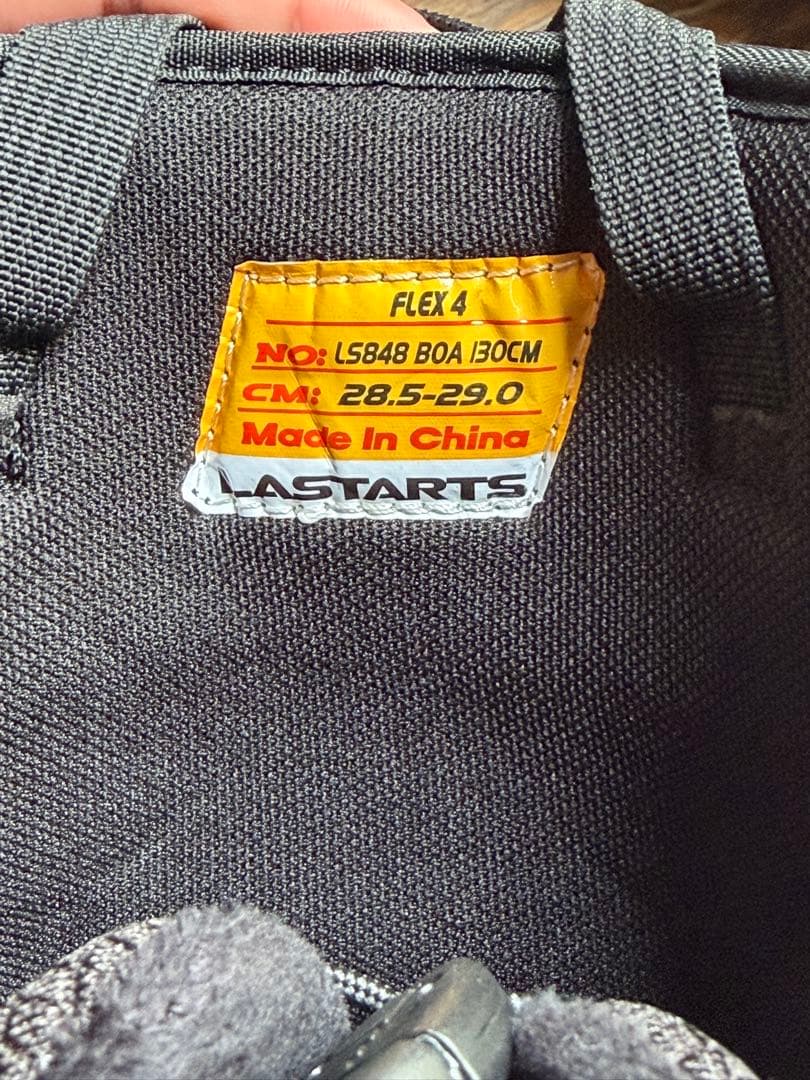 FLEX 4
NO: LS848 BOA 130CM
CM: 28.5-29.0
Made In China
LASTARTS